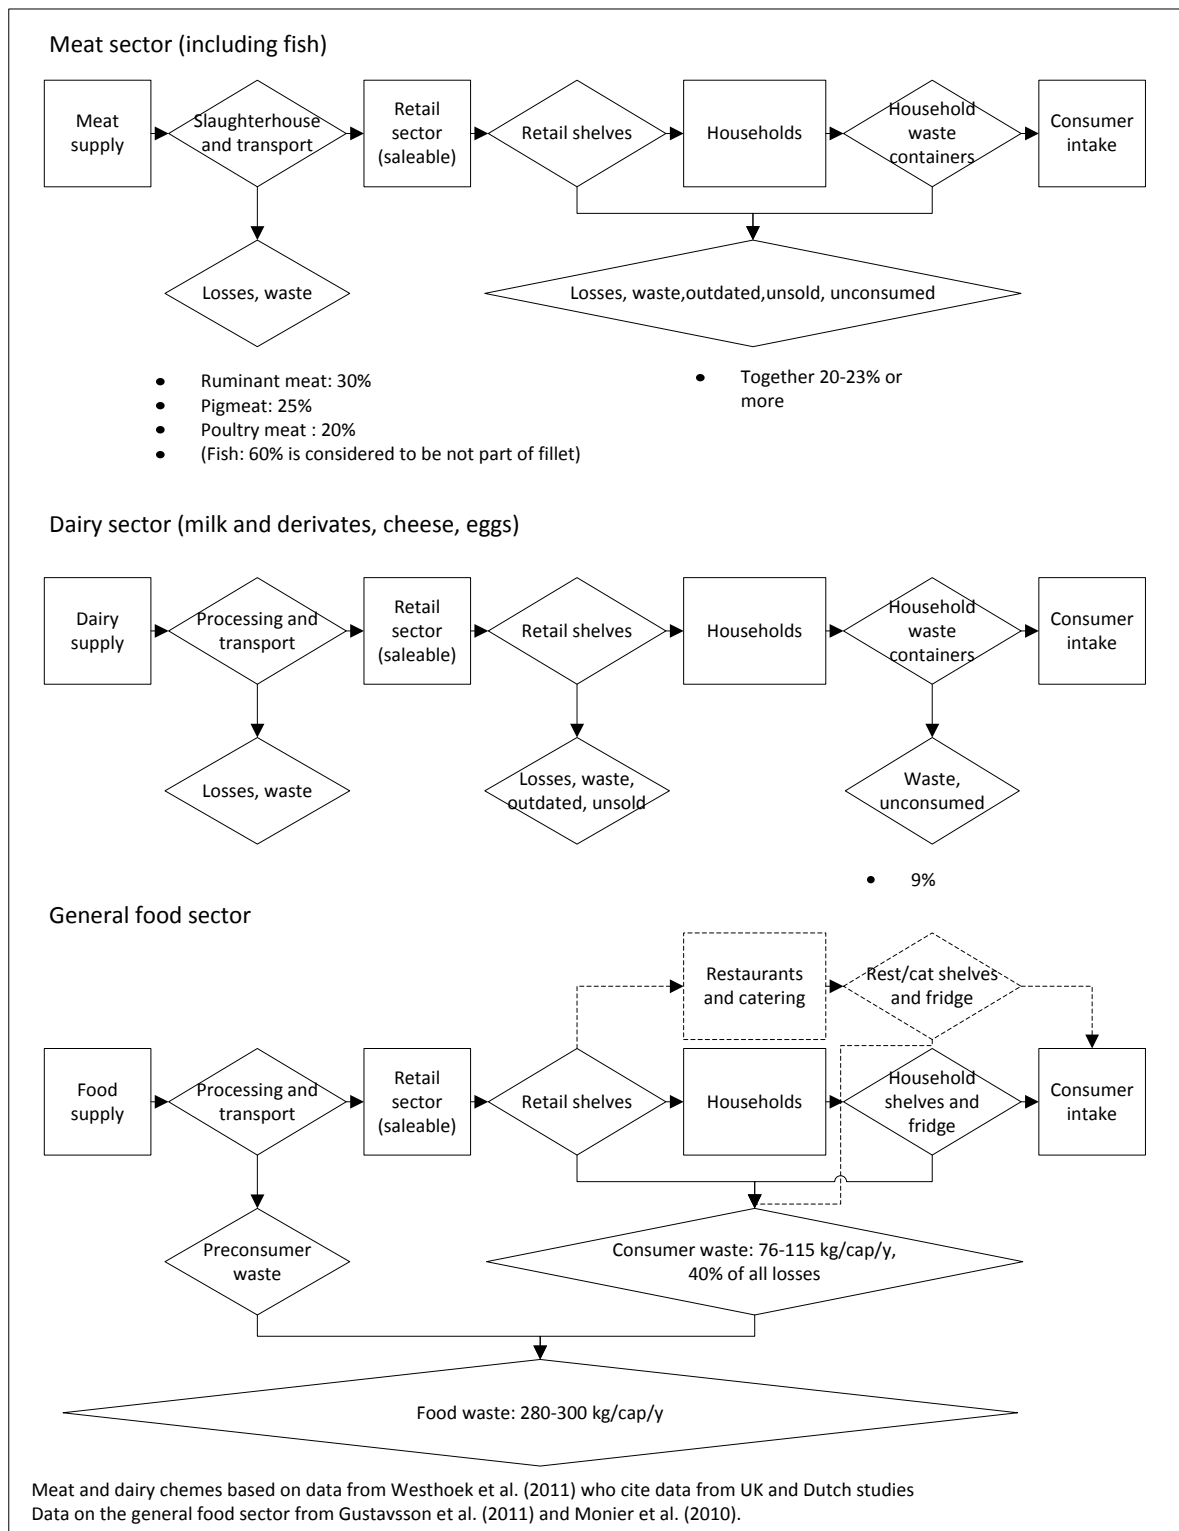 Meat sector (including fish)
Meat
supply
Slaughterhouse
and transport
Retail
sector
(saleable)
Retail shelves
Households
Household
waste
containers
Consumer
intake
Losses, waste
Losses, waste,outdated,unsold, unconsumed
• Ruminant meat: 30%
• Pigmeat: 25%
• Poultry meat : 20%
• (Fish: 60% is considered to be not part of fillet)
• Together 20-23% or
more
Dairy sector (milk and derivates, cheese, eggs)
Dairy
supply
Processing and
transport
Retail
sector
(saleable)
Retail shelves
Households
Household
waste
containers
Consumer
intake
Losses, waste
Losses, waste,
outdated, unsold
Waste,
unconsumed
• 9%
General food sector
Restaurants
and catering
Rest/cat shelves
and fridge
Food
supply
Processing and
transport
Retail
sector
(saleable)
Retail shelves
Households
Household
shelves and
fridge
Consumer
intake
Preconsumer
waste
Consumer waste: 76-115 kg/cap/y,
40% of all losses
Food waste: 280-300 kg/cap/y
Meat and dairy chemes based on data from Westhoek et al. (2011) who cite data from UK and Dutch studies
Data on the general food sector from Gustavsson et al. (2011) and Monier et al. (2010).